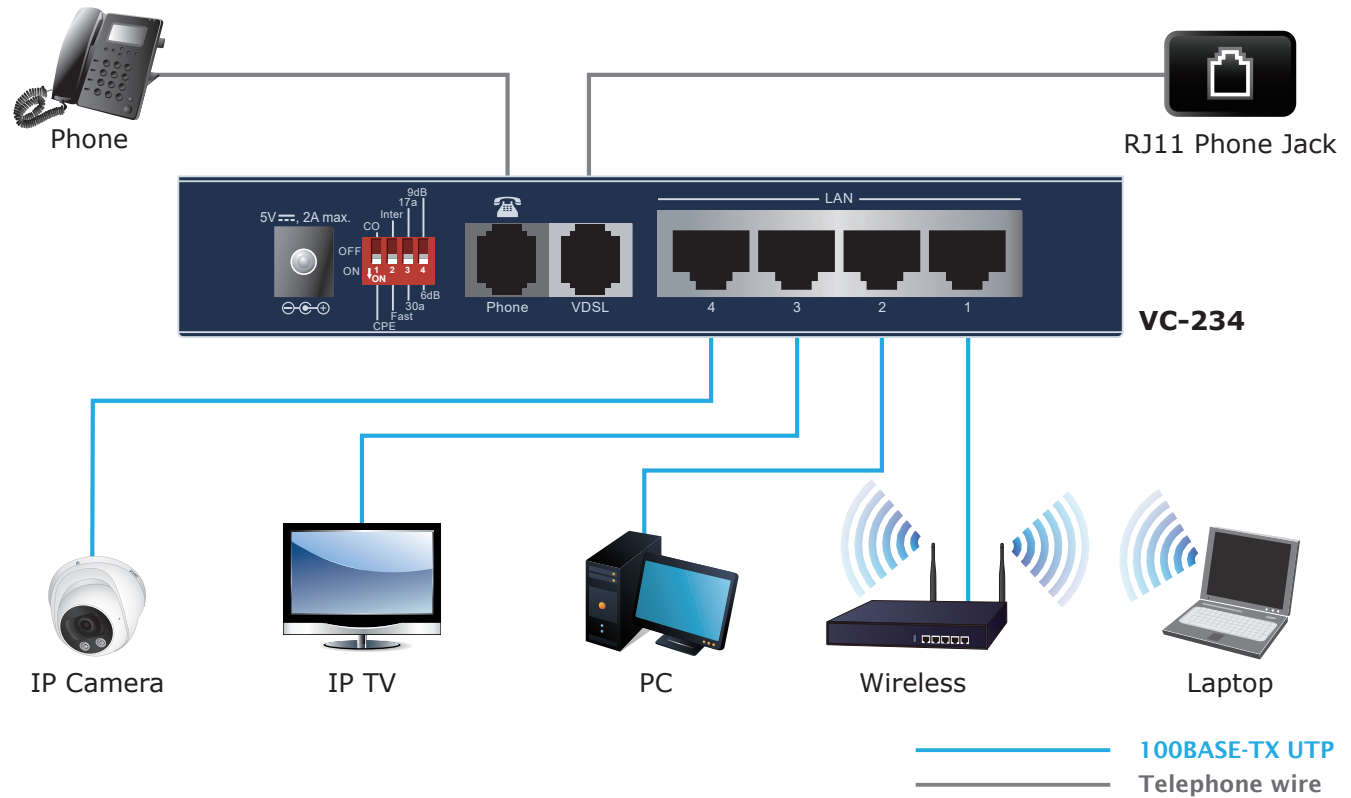 Phone
RJ11 Phone Jack
5V⎓, 2A max.
CO
Inter
17a
9dB
OFF
ON
1 2 3 4
ON
CPE
Fast
30a
6dB
Phone
VDSL
LAN
4 3 2 1
VC-234
IP Camera
IP TV
PC
Wireless
Laptop
100BASE-TX UTP
Telephone wire